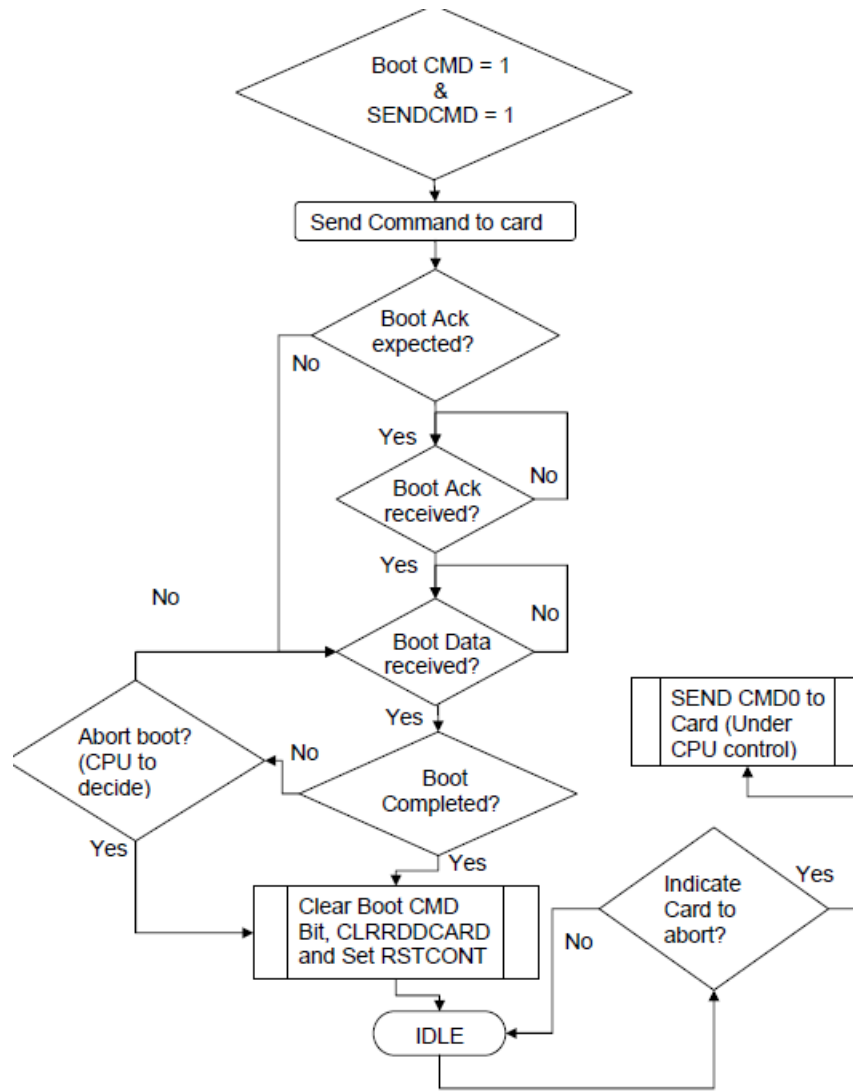 Boot CMD = 1
&
SENDCMD = 1
Send Command to card
Boot Ack
expected?
No
Yes
No
Boot Ack
received?
Yes
No
No
Boot Data
received?
Yes
SEND CMD0 to
Card (Under
CPU control)
Abort boot?
(CPU to
decide)
No
Boot
Completed?
Yes
Yes
Clear Boot CMD
Bit, CLRRDDCARD
and Set RSTCONT
Indicate
Card to
abort?
Yes
No
IDLE